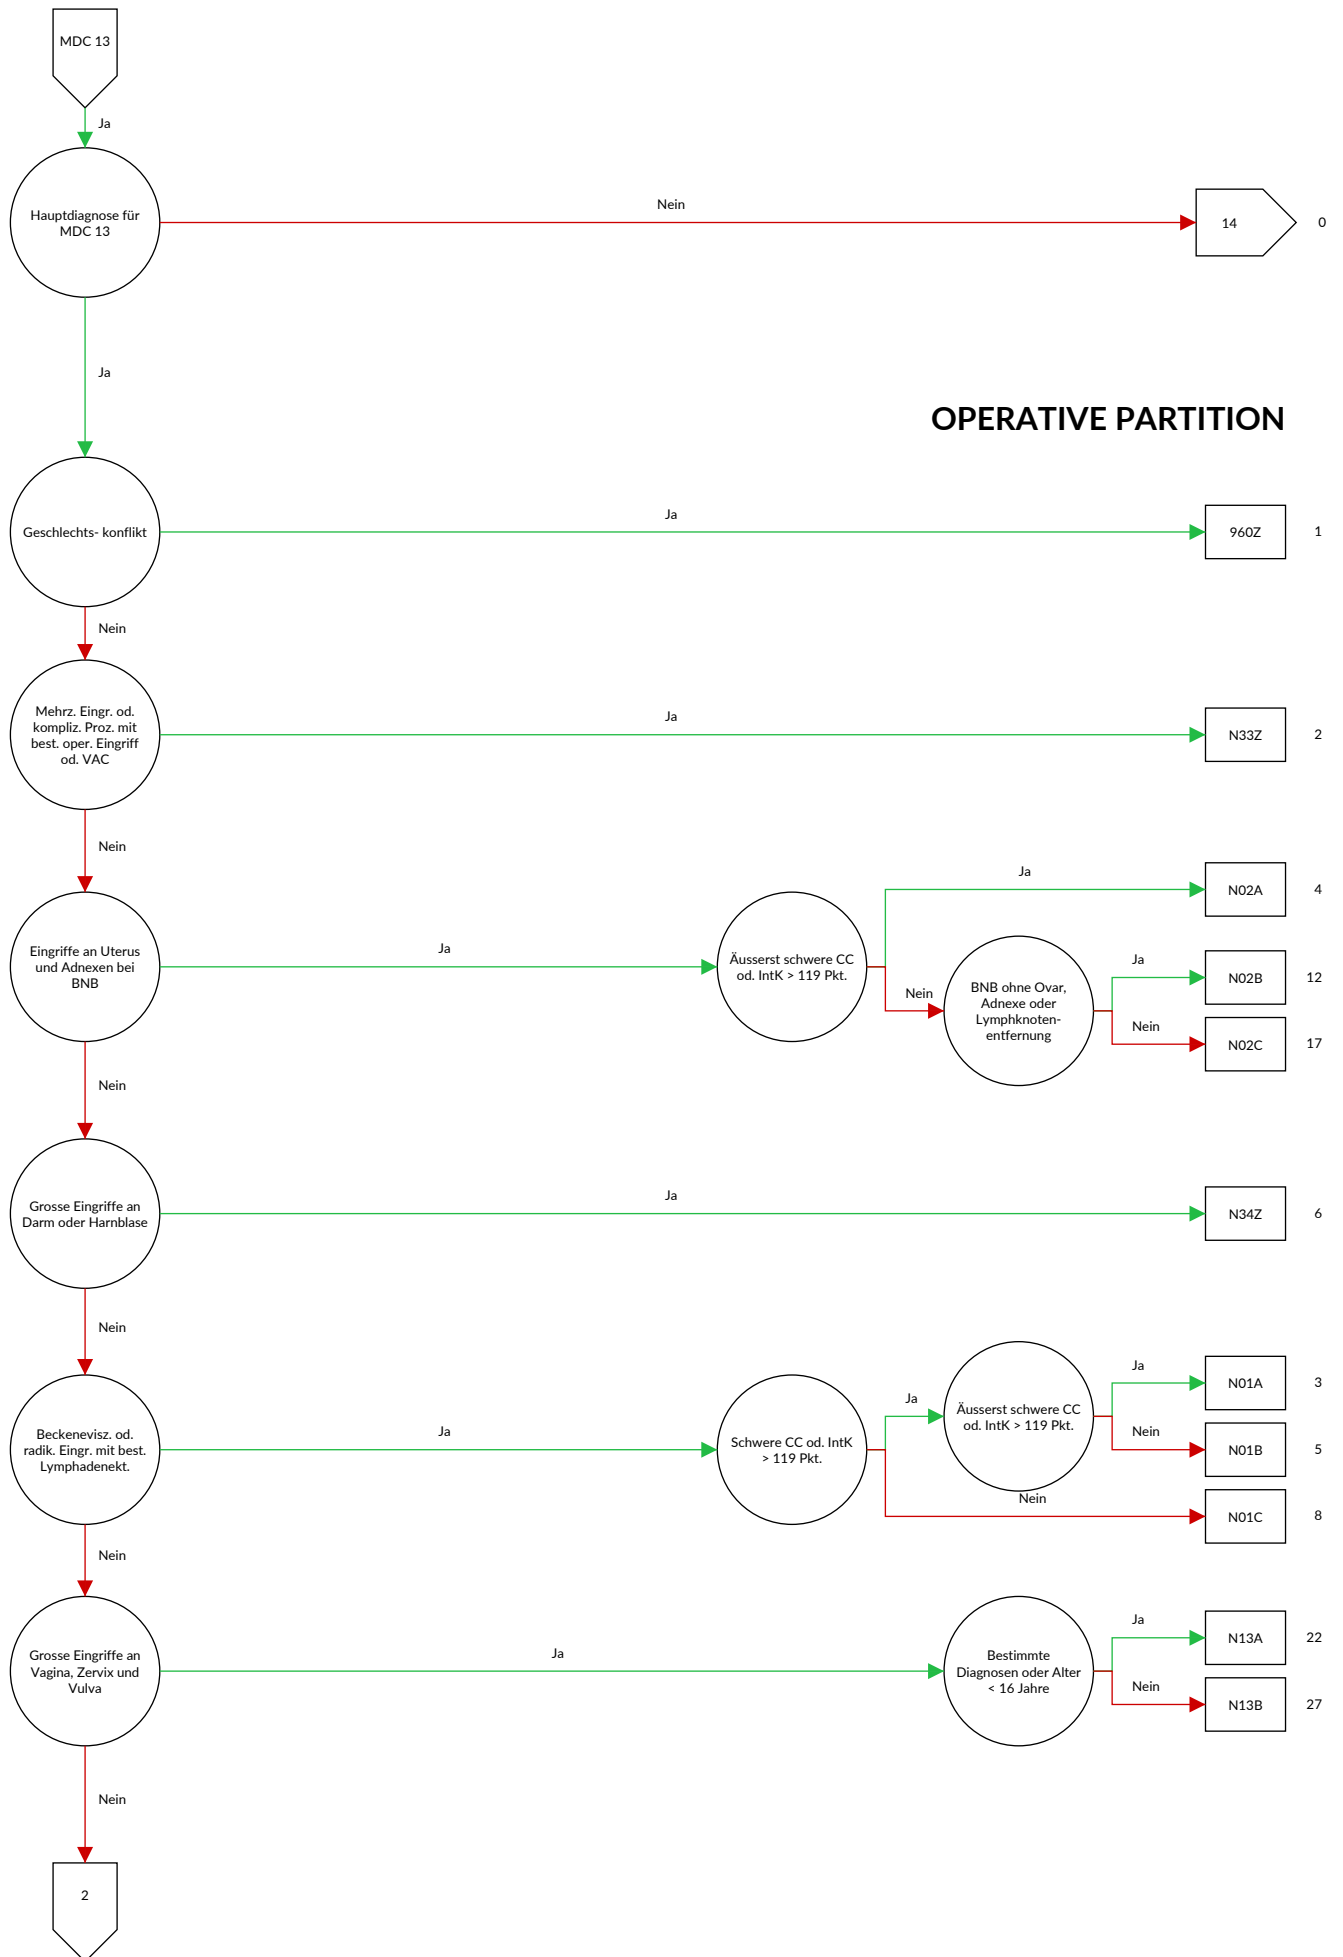 MDC 13
Ja
Hauptdiagnose für
MDC 13
Nein
14
0
Ja
OPERATIVE PARTITION
Geschlechts- konflikt
Ja
960Z
1
Nein
Mehrz. Eingr. od.
kompliz. Proz. mit
best. oper. Eingriff
od. VAC
Ja
N33Z
2
Nein
Eingriffe an Uterus
und Adnexen bei
BNB
Ja
Äusserst schwere CC
od. IntK > 119 Pkt.
Ja
N02A
4
Nein
BNB ohne Ovar,
Adnexe oder
Lymphknoten-
entfernung
Ja
N02B
12
Nein
N02C
17
Nein
Grosse Eingriffe an
Darm oder Harnblase
Ja
N34Z
6
Nein
Beckenevisz. od.
radik. Eingr. mit best.
Lymphadenekt.
Ja
Schwere CC od. IntK
> 119 Pkt.
Ja
Äusserst schwere CC
od. IntK > 119 Pkt.
Ja
N01A
3
Nein
N01B
5
Nein
N01C
8
Nein
Grosse Eingriffe an
Vagina, Zervix und
Vulva
Ja
Bestimmte
Diagnosen oder Alter
< 16 Jahre
Ja
N13A
22
Nein
N13B
27
Nein
2